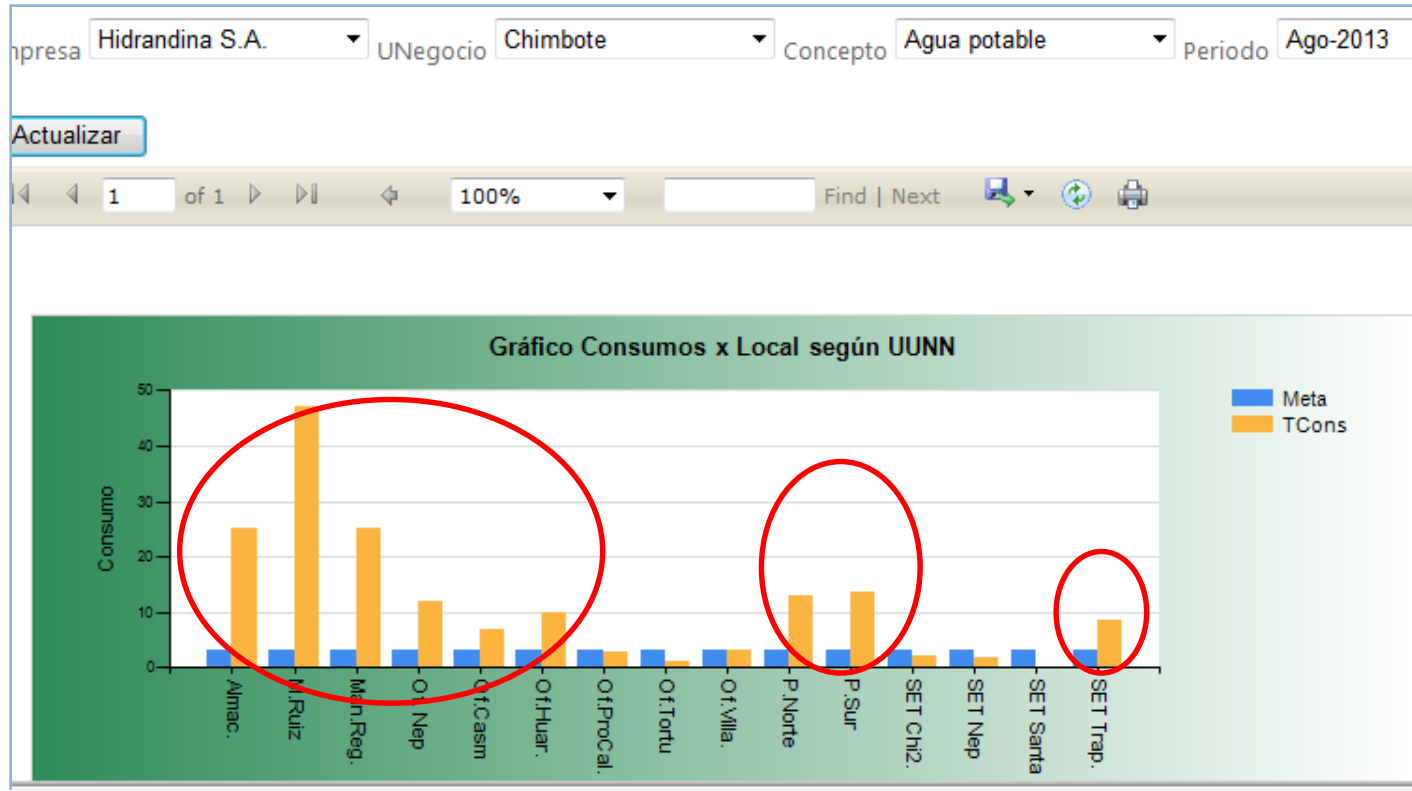 mpresa Hidrandina S.A. UNegocio Chimbote Concepto Agua potable Periodo Ago-2013
Actualizar
1 of 1 100% Find | Next
Gráfico Consumos x Local según UUNN
Meta
TCons
Consumo
50
40
30
20
10
0
Almac.
M.Ruiz
Man.Reg.
Of. Nep
Of.Casm
Of.Huar.
Of.ProCal.
Of.Tortu
Of.Villa.
P.Norte
P.Sur
SET Chi2.
SET Nep
SET Santa
SET Trap.